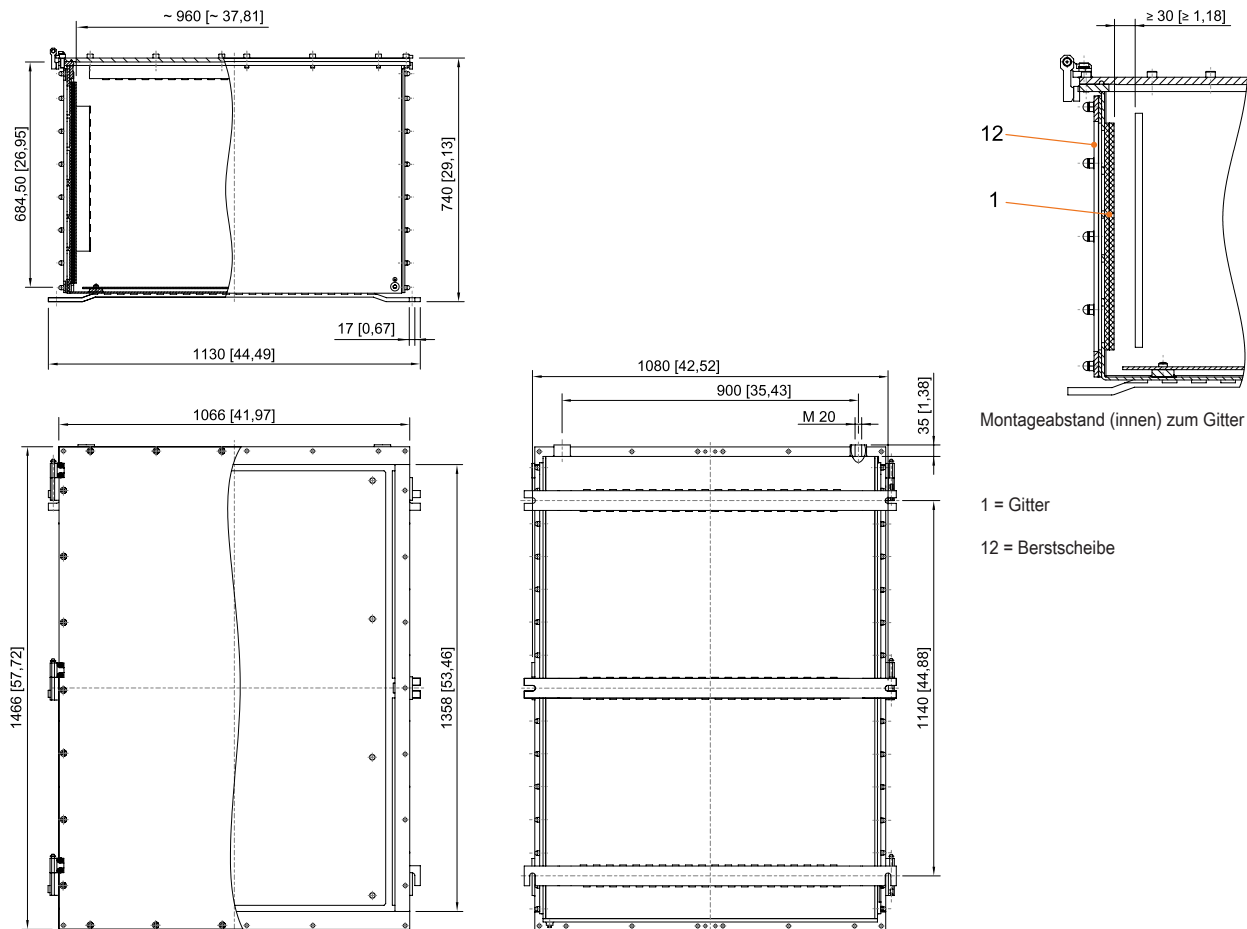 ~ 960 [~ 37,81]
684,50 [26,95]
740 [29,13]
17 [0,67]
1130 [44,49]
≥ 30 [≥ 1,18]
12
1
Montageabstand (innen) zum Gitter
1 = Gitter
12 = Berstscheibe
1066 [41,97]
1466 [57,72]
1358 [53,46]
1080 [42,52]
900 [35,43]
M 20
35 [1,38]
1140 [44,88]